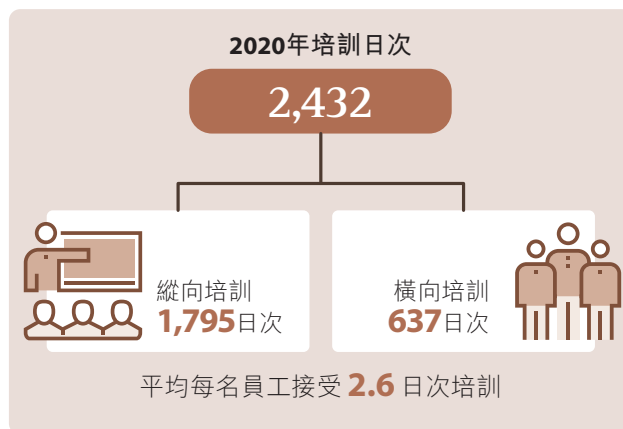 2020年培訓日次
2,432
縱向培訓
1,795日次
橫向培訓
637日次
平均每名員工接受 2.6 日次培訓